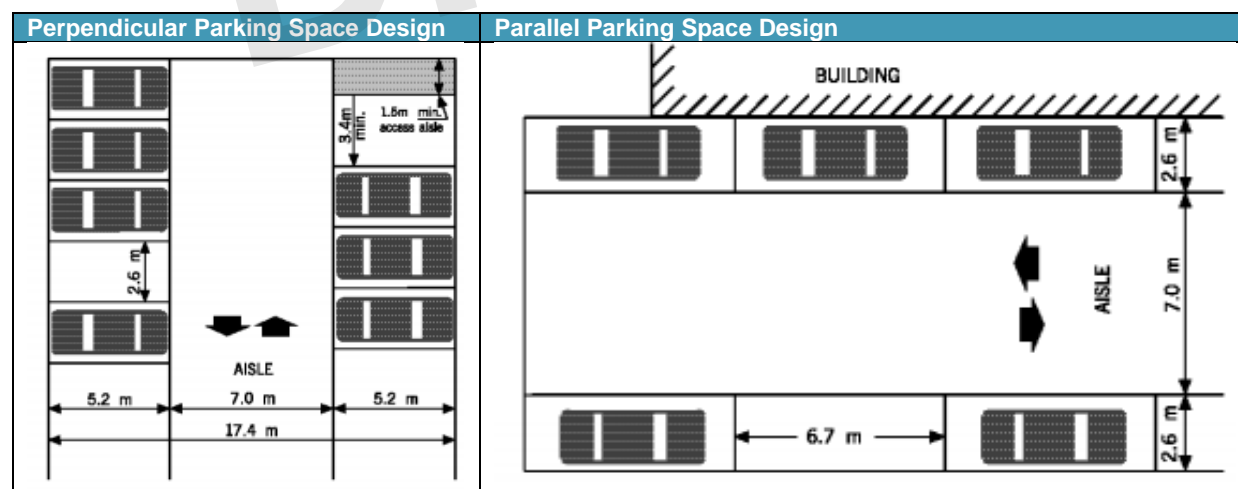 Perpendicular Parking Space Design
Parallel Parking Space Design
1.5m min.
access aisle
3.4m
min.
2.6 m
AISLE
5.2 m
7.0 m
5.2 m
17.4 m
BUILDING
2.6 m
7.0 m
AISLE
6.7 m
2.6 m